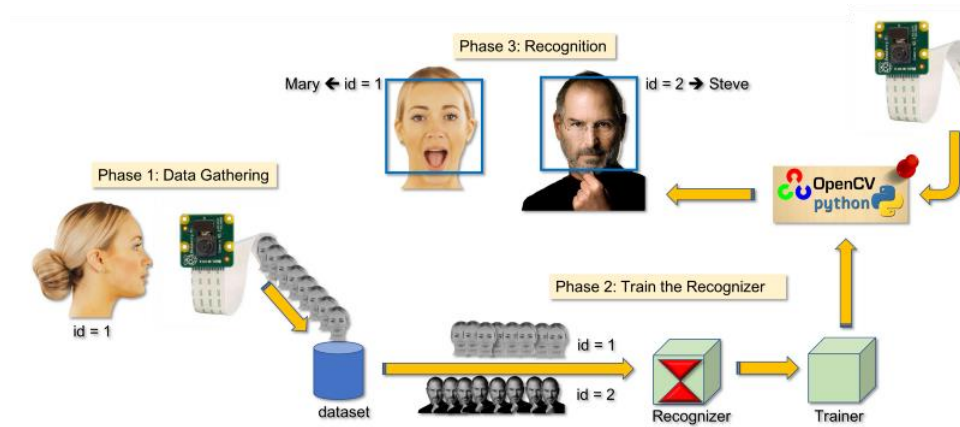 Phase 3: Recognition
Mary ← id = 1
id = 2 → Steve
Phase 1: Data Gathering
OpenCV
python
id = 1
Phase 2: Train the Recognizer
id = 1
id = 2
dataset
Recognizer
Trainer